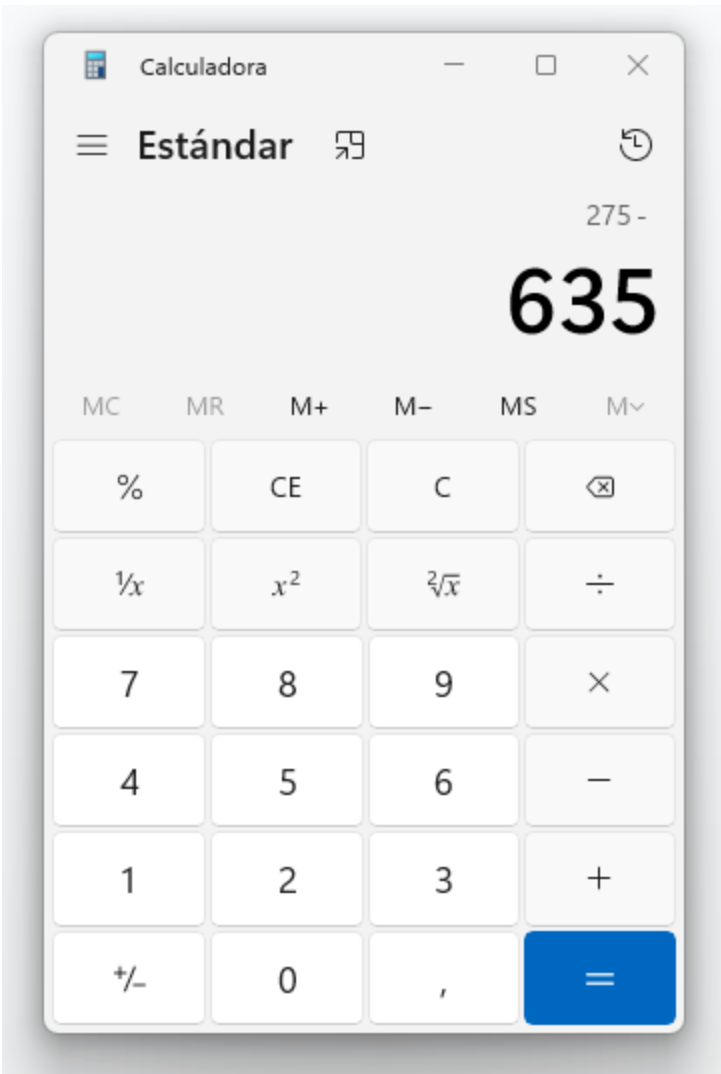 Calculadora
Estándar
275 -
635
MC MR M+ M− MS M
% CE C
¹/x x² ²√x ÷
7 8 9 ×
4 5 6 −
1 2 3 +
+/− 0 , =